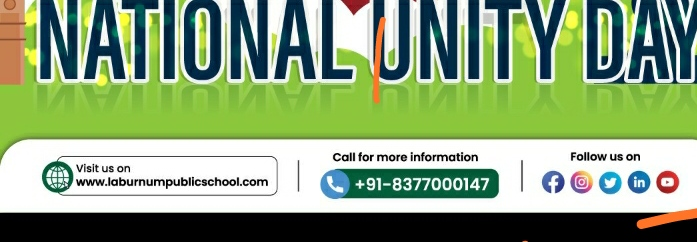 NATIONAL UNITY DAY
Visit us on
www.laburnumpublicschool.com
Call for more information
+91-8377000147
Follow us on